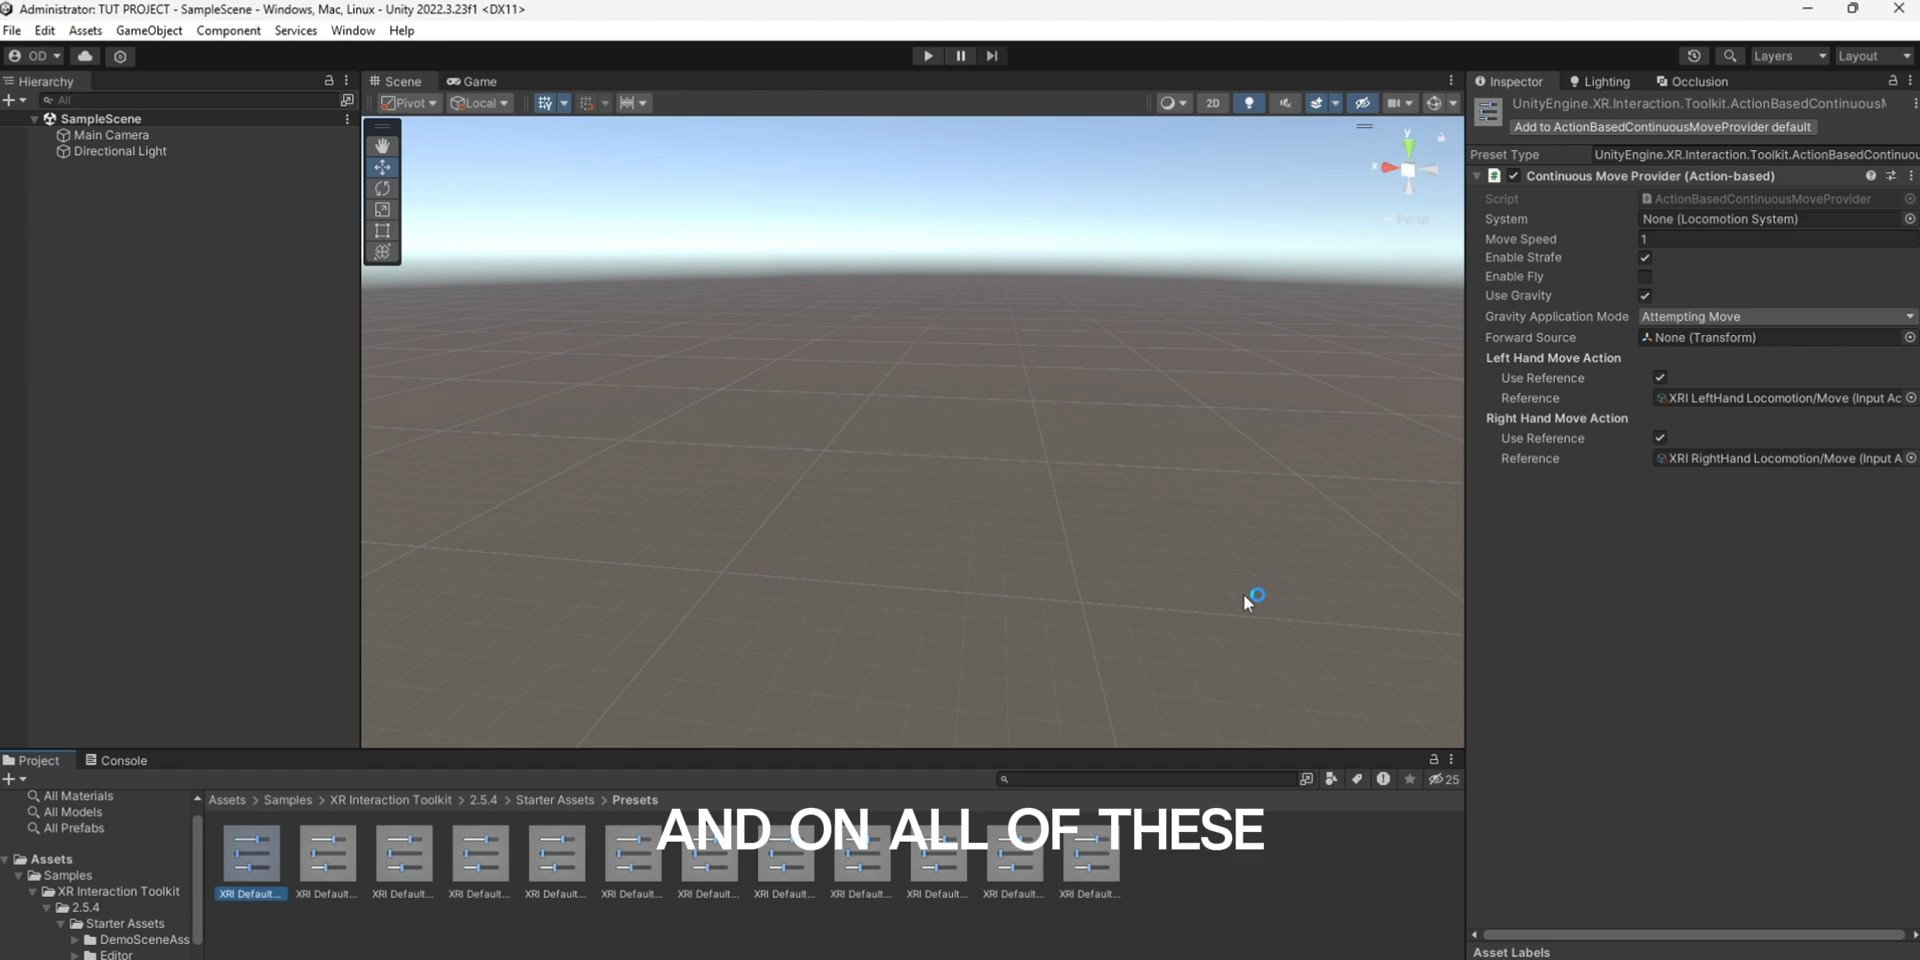 Administrator: TUT PROJECT - SampleScene - Windows, Mac, Linux - Unity 2022.3.23f1 <DX11>
File Edit Assets GameObject Component Services Window Help
OD Layers Layout
Hierarchy
All
SampleScene
Main Camera
Directional Light
Scene Game
Pivot Local 2D
y
x
Persp
Inspector Lighting Occlusion
UnityEngine.XR.Interaction.Toolkit.ActionBasedContinuousM
Add to ActionBasedContinuousMoveProvider default
Preset Type UnityEngine.XR.Interaction.Toolkit.ActionBasedContinuou
# Continuous Move Provider (Action-based)
Script ActionBasedContinuousMoveProvider
System None (Locomotion System)
Move Speed 1
Enable Strafe
Enable Fly
Use Gravity
Gravity Application Mode Attempting Move
Forward Source None (Transform)
Left Hand Move Action
Use Reference
Reference XRI LeftHand Locomotion/Move (Input Ac
Right Hand Move Action
Use Reference
Reference XRI RightHand Locomotion/Move (Input A
Asset Labels
Project Console
25
All Materials
All Models
All Prefabs
Assets
Samples
XR Interaction Toolkit
2.5.4
Starter Assets
DemoSceneAss
Editor
Assets > Samples > XR Interaction Toolkit > 2.5.4 > Starter Assets > Presets
AND ON ALL OF THESE
XRI Default... XRI Default... XRI Default... XRI Default... XRI Default... XRI Default... XRI Default... XRI Default... XRI Default... XRI Default... XRI Default... XRI Default...